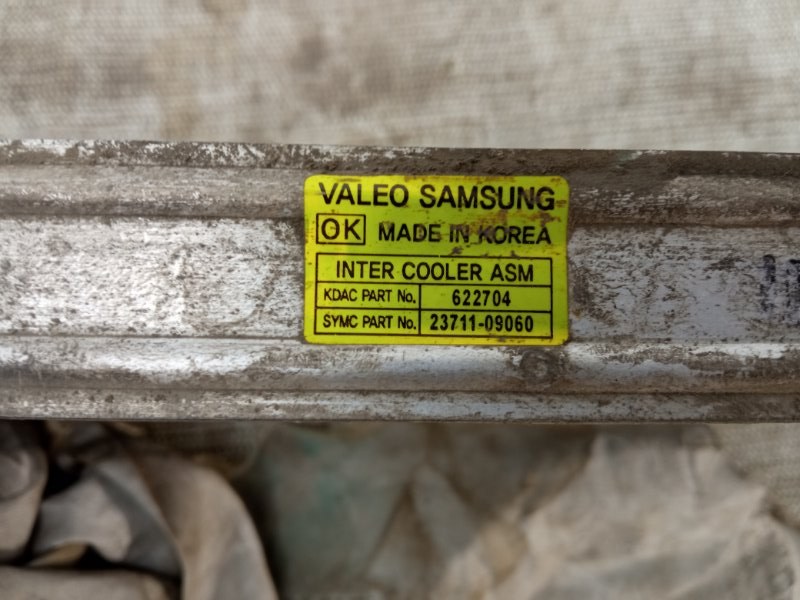 VALEO SAMSUNG
OK MADE IN KOREA
INTER COOLER ASM
KDAC PART No. 622704
SYMC PART No. 23711-09060